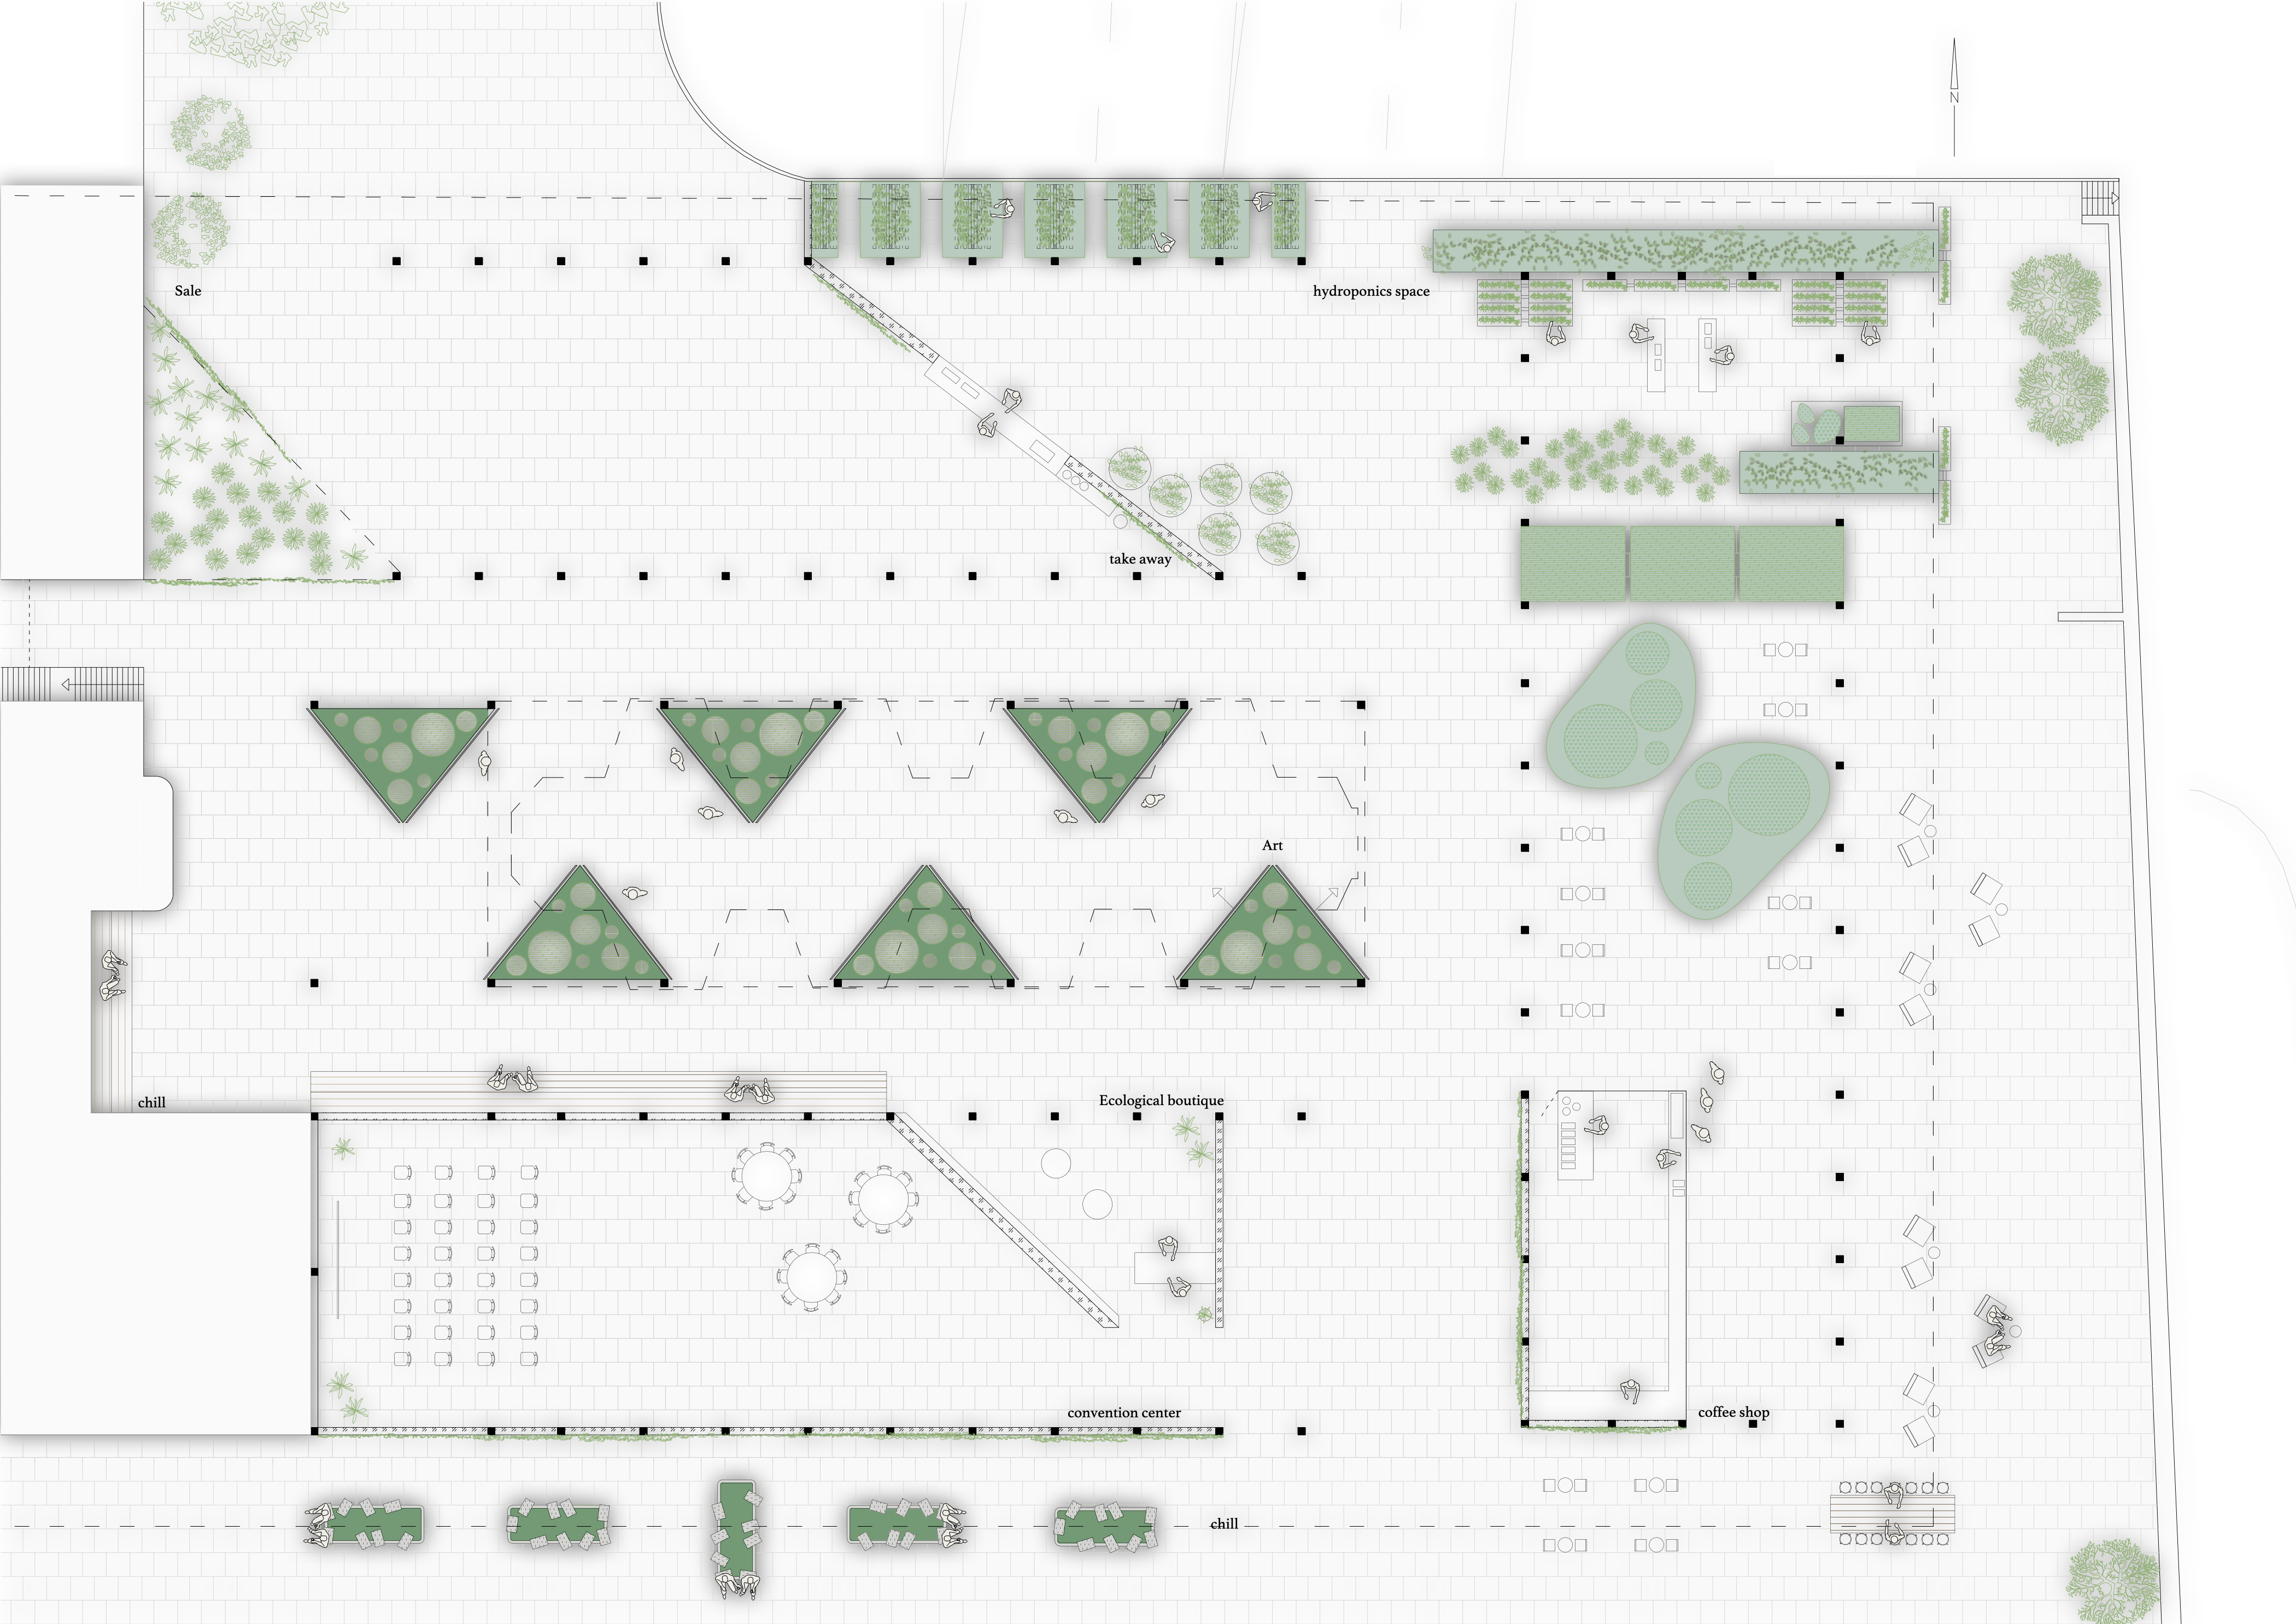 N
Sale
hydroponics space
take away
Art
chill
Ecological boutique
convention center
coffee shop
chill